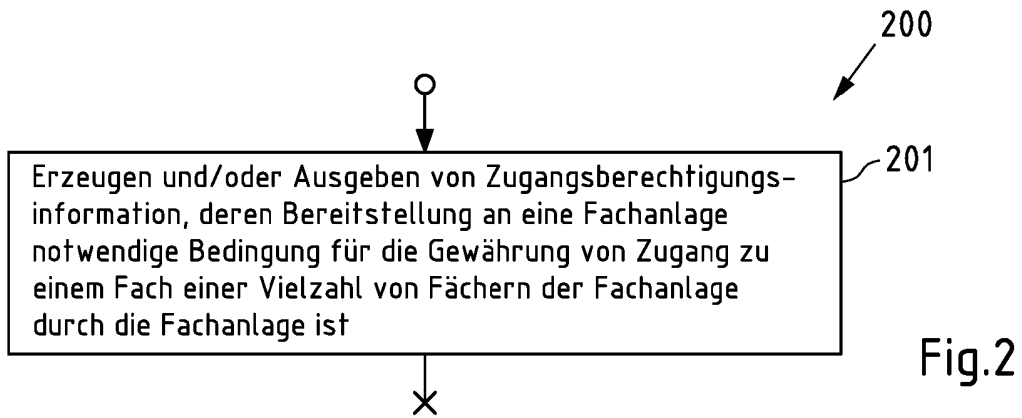 200
201
Erzeugen und/oder Ausgeben von Zugangsberechtigungs-
information, deren Bereitstellung an eine Fachanlage
notwendige Bedingung für die Gewährung von Zugang zu
einem Fach einer Vielzahl von Fächern der Fachanlage
durch die Fachanlage ist
Fig.2